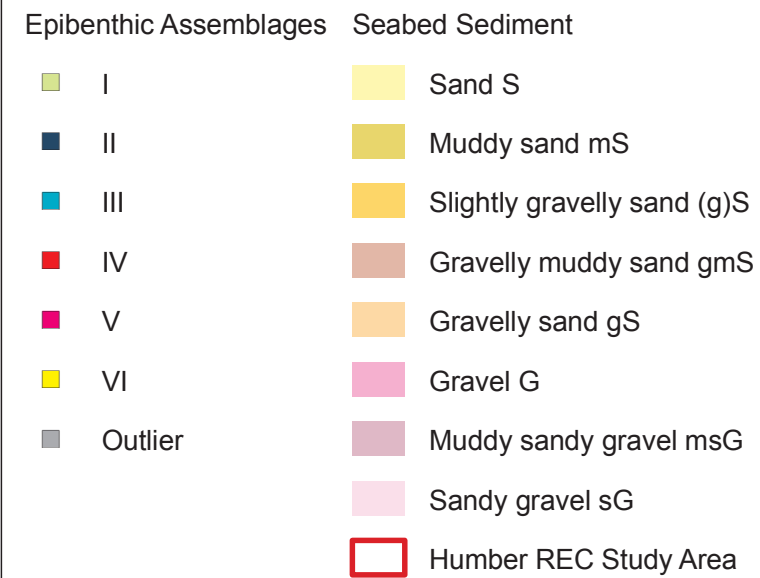 Epibenthic Assemblages Seabed Sediment
I Sand S
II Muddy sand mS
III Slightly gravelly sand (g)S
IV Gravelly muddy sand gmS
V Gravelly sand gS
VI Gravel G
Outlier Muddy sandy gravel msG
Sandy gravel sG
Humber REC Study Area